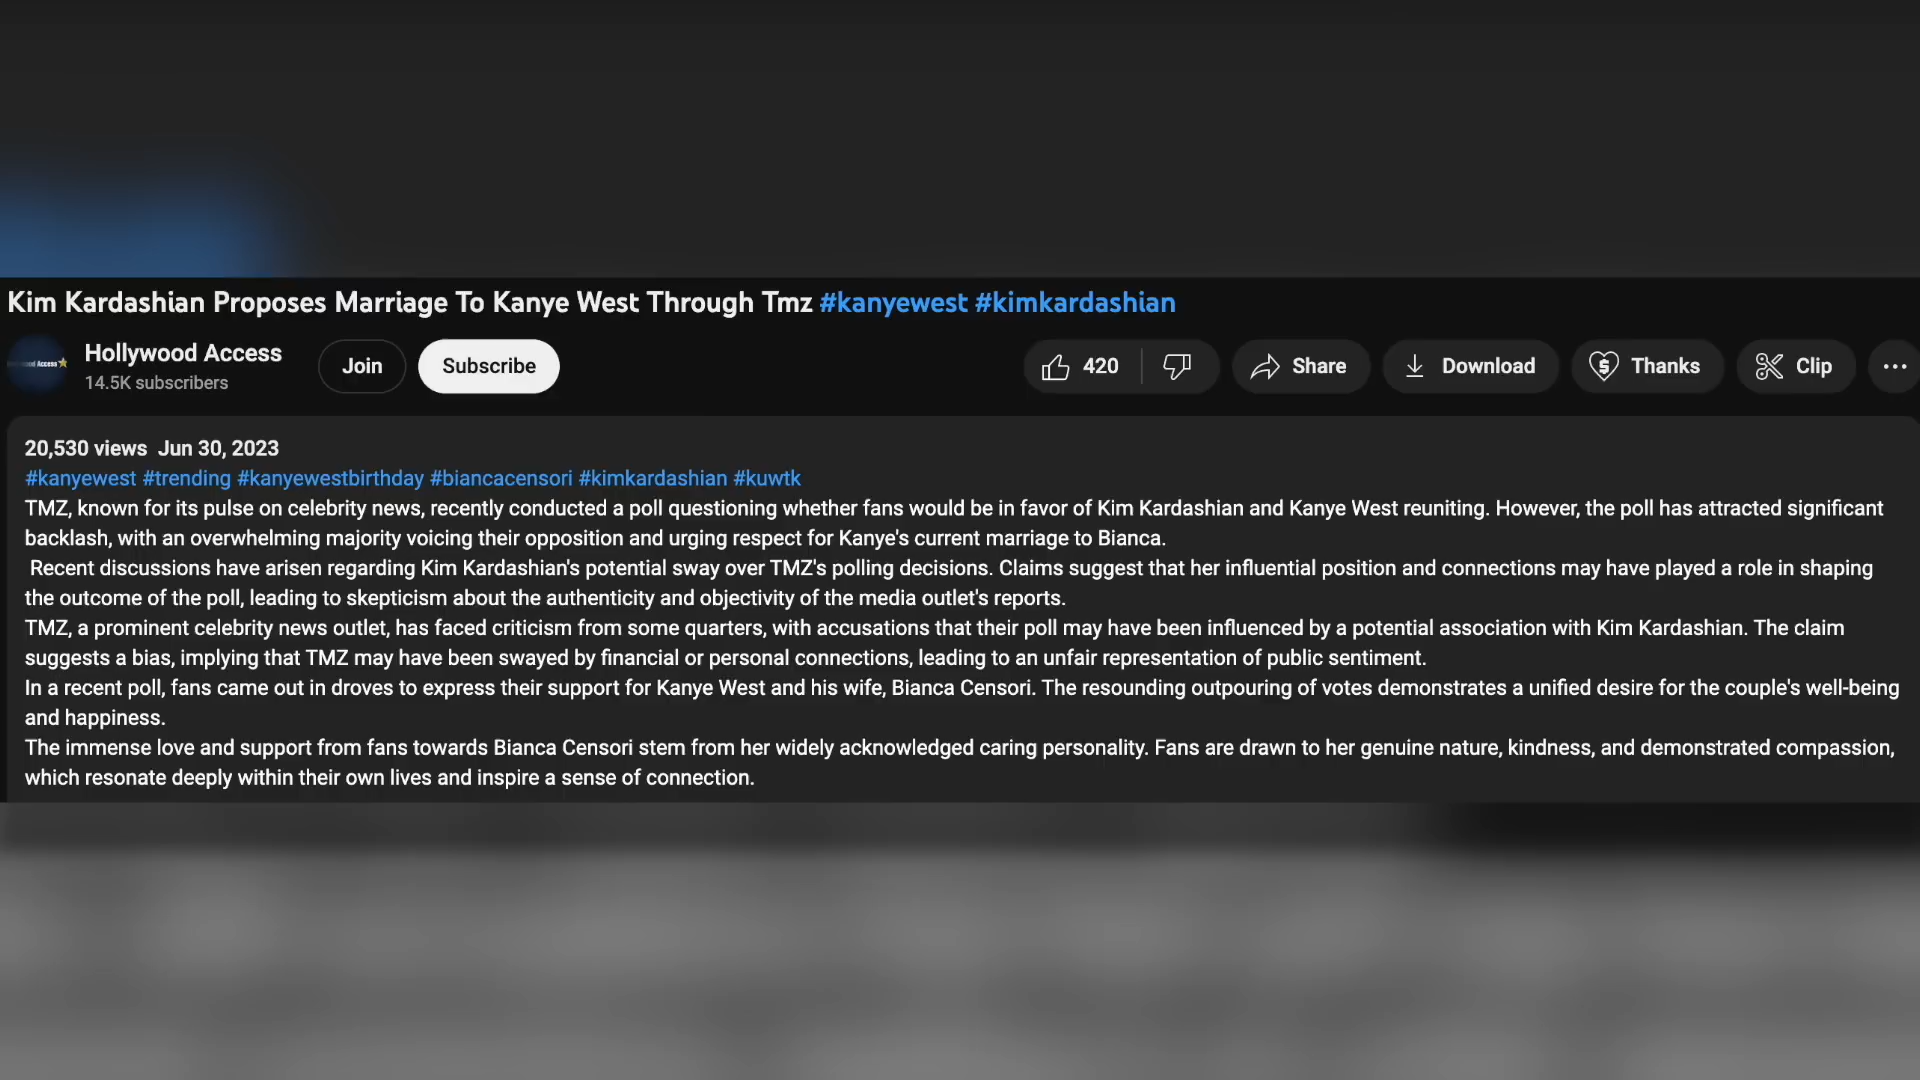 Kim Kardashian Proposes Marriage To Kanye West Through Tmz #kanyewest #kimkardashian
Hollywood Access
14.5K subscribers
Join
Subscribe
420
Share
Download
Thanks
Clip
20,530 views Jun 30, 2023
#kanyewest #trending #kanyewestbirthday #biancacensori #kimkardashian #kuwtk
TMZ, known for its pulse on celebrity news, recently conducted a poll questioning whether fans would be in favor of Kim Kardashian and Kanye West reuniting. However, the poll has attracted significant
backlash, with an overwhelming majority voicing their opposition and urging respect for Kanye's current marriage to Bianca.
Recent discussions have arisen regarding Kim Kardashian's potential sway over TMZ's polling decisions. Claims suggest that her influential position and connections may have played a role in shaping
the outcome of the poll, leading to skepticism about the authenticity and objectivity of the media outlet's reports.
TMZ, a prominent celebrity news outlet, has faced criticism from some quarters, with accusations that their poll may have been influenced by a potential association with Kim Kardashian. The claim
suggests a bias, implying that TMZ may have been swayed by financial or personal connections, leading to an unfair representation of public sentiment.
In a recent poll, fans came out in droves to express their support for Kanye West and his wife, Bianca Censori. The resounding outpouring of votes demonstrates a unified desire for the couple's well-being
and happiness.
The immense love and support from fans towards Bianca Censori stem from her widely acknowledged caring personality. Fans are drawn to her genuine nature, kindness, and demonstrated compassion,
which resonate deeply within their own lives and inspire a sense of connection.